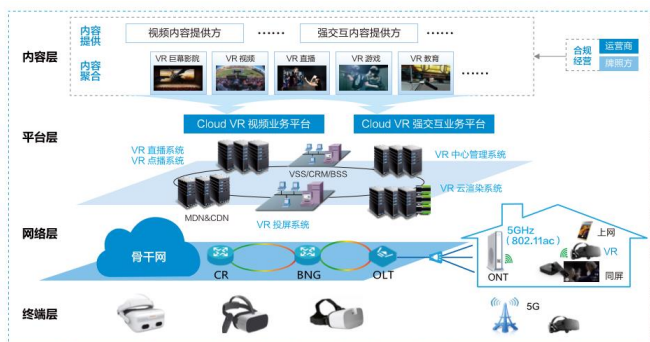 内容层
内容
提供
视频内容提供方
……
强交互内容提供方
……
内容
聚合
VR 巨幕影院
VR 视频
VR 直播
VR 游戏
VR 教育
……
合规
经营
运营商
牌照方
Cloud VR 视频业务平台
Cloud VR 强交互业务平台
平台层
VR 直播系统
VR 点播系统
VSS/CRM/BSS
VR 中心管理系统
MDN&CDN
VR 投屏系统
VR 云渲染系统
网络层
骨干网
CR
BNG
OLT
5GHz
(802.11ac)
ONT
上网
VR
同屏
终端层
5G